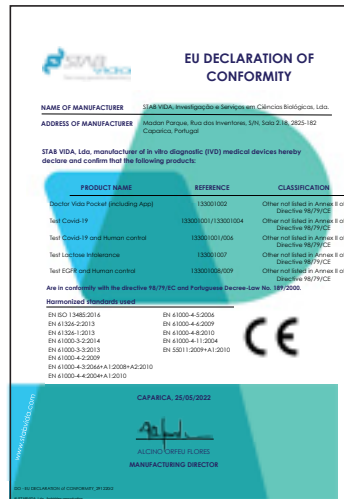 STAB
VIDA
EU DECLARATION OF
CONFORMITY
NAME OF MANUFACTURER STAB VIDA, Investigação e Serviços em Ciências Biológicas, Lda.
ADDRESS OF MANUFACTURER Madan Parque, Rua dos Inventores, S/N, Sala 2.18, 2825-182
Caparica, Portugal
STAB VIDA, Lda, manufacturer of in vitro diagnostic (IVD) medical devices hereby
declare and confirm that the following products:
PRODUCT NAME REFERENCE CLASSIFICATION
Doctor Vida Pocket (including App) 133001002 Other not listed in Annex II of
Directive 98/79/CE
Test Covid-19 133001001/133001004 Other not listed in Annex II of
Directive 98/79/CE
Test Covid-19 and Human control 133001001/006 Other not listed in Annex II of
Directive 98/79/CE
Test Lactose Intolerance 133001007 Other not listed in Annex II of
Directive 98/79/CE
Test EGFR and Human control 133001008/009 Other not listed in Annex II of
Directive 98/79/CE
Are in conformity with the directive 98/79/EC and Portuguese Decree-Law No. 189/2000.
Harmonized standards used
EN ISO 13485:2016 EN 61000-4-5:2006
EN 61326-2:2013 EN 61000-4-6:2009
EN 61326-1:2013 EN 61000-4-8:2010
EN 61000-3-2:2014 EN 61000-4-11:2004
EN 61000-3-3:2013 EN 55011:2009+A1:2010
EN 61000-4-2:2009
EN 61000-4-3:2066+A1:2008+A2:2010
EN 61000-4-4:2004+A1:2010
CE
CAPARICA, 25/05/2022
ALCINO ORFEU FLORES
MANUFACTURING DIRECTOR
www.stabvida.com